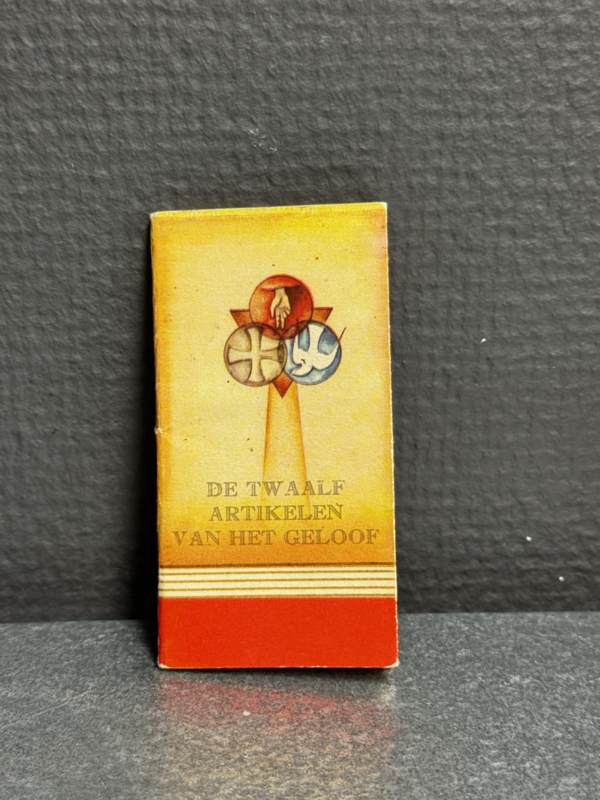 DE TWAALF
ARTIKELEN
VAN HET GELOOF